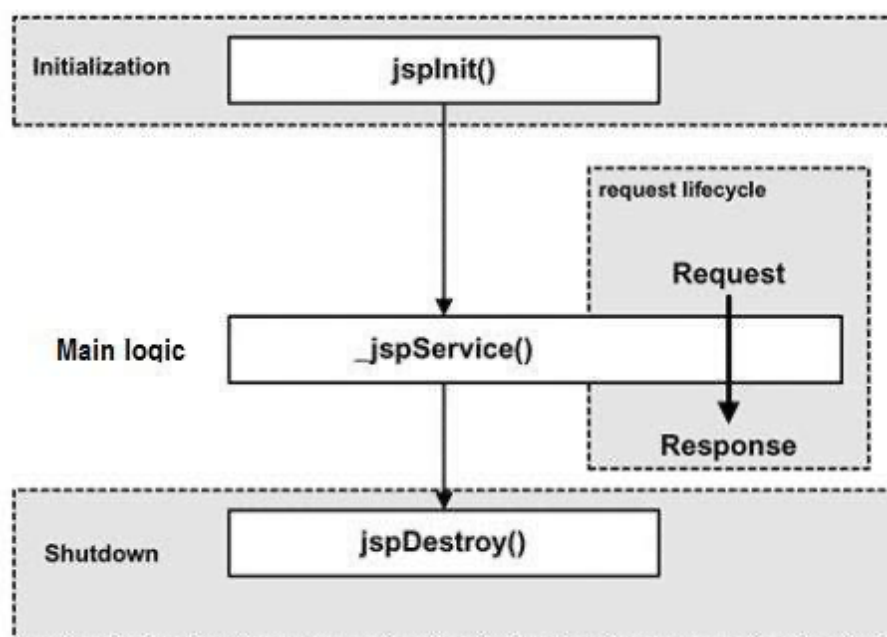 Initialization
jspInit()
request lifecycle
Request
Main logic
_jspService()
Response
Shutdown
jspDestroy()